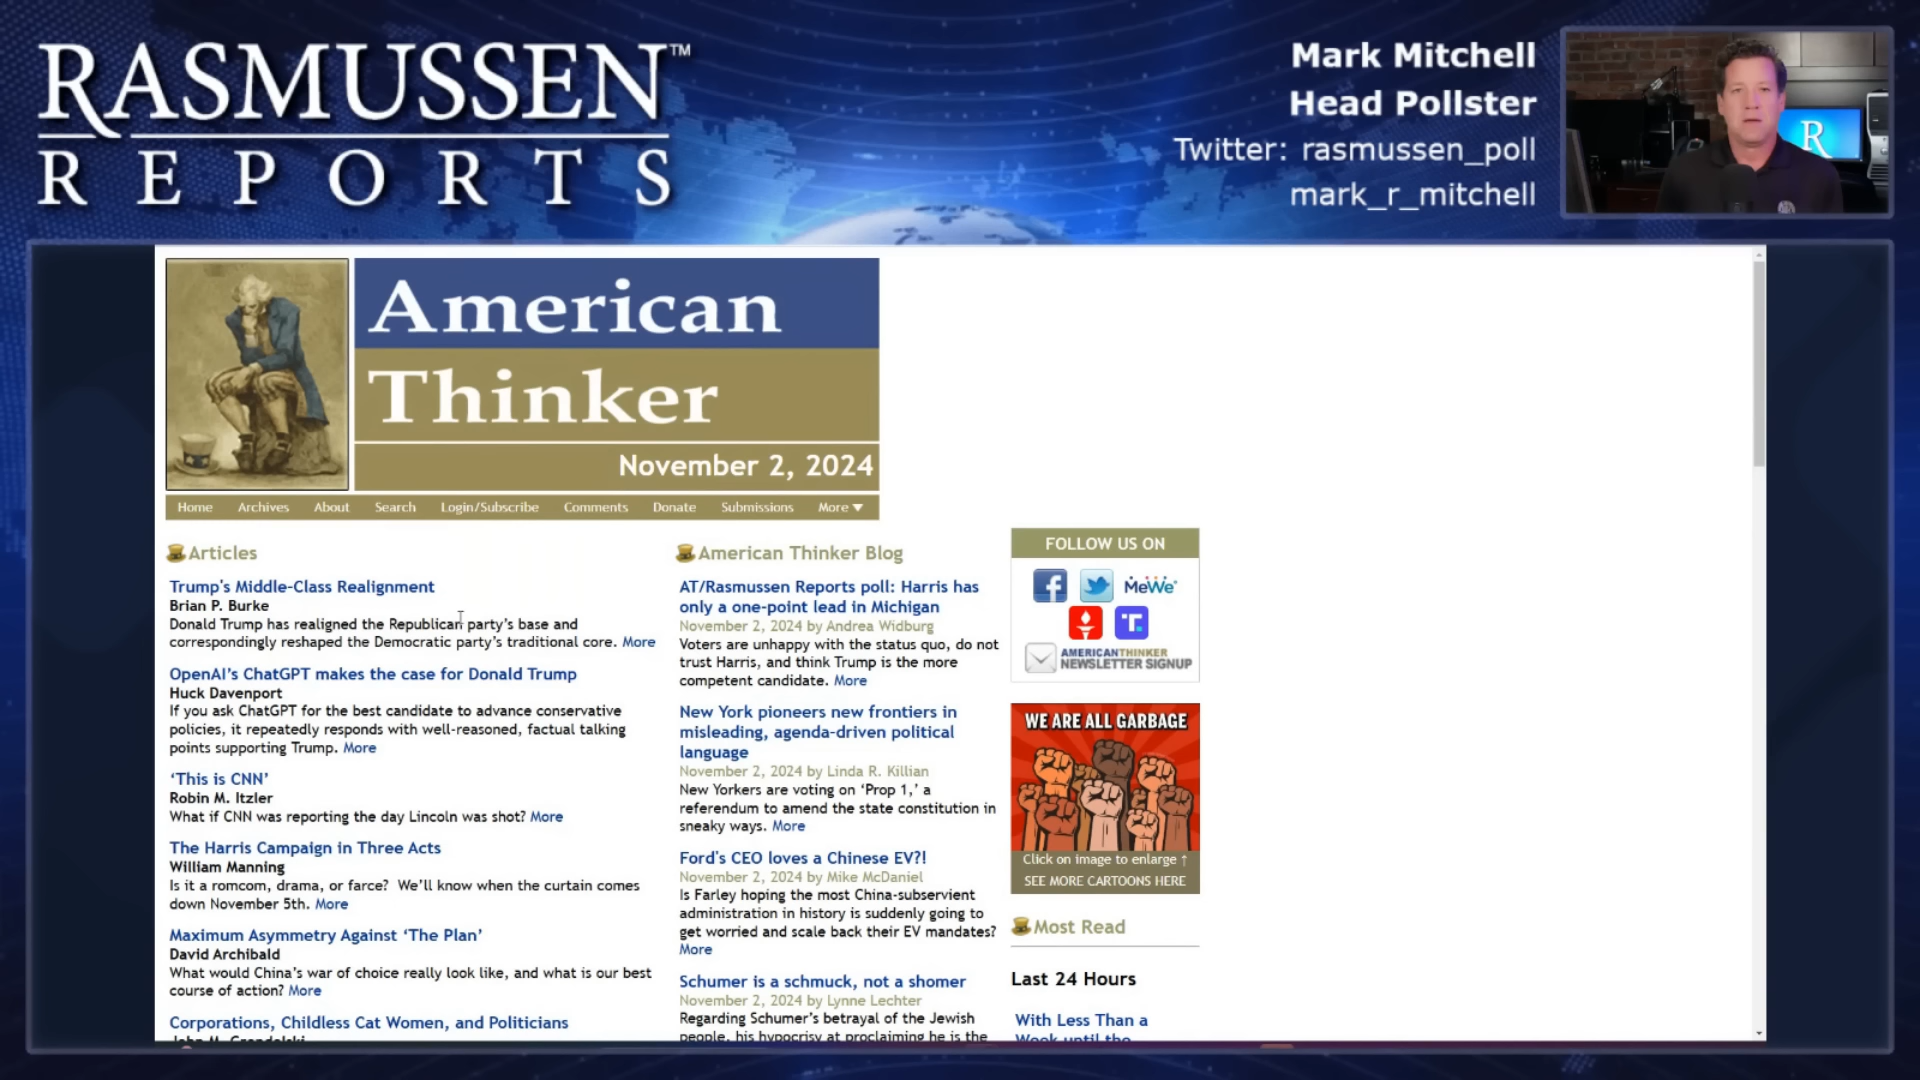 RASMUSSEN™
REPORTS
Mark Mitchell
Head Pollster
Twitter: rasmussen_poll
mark_r_mitchell
R
American
Thinker
November 2, 2024
Home Archives About Search Login/Subscribe Comments Donate Submissions More ▼
Articles
Trump's Middle-Class Realignment
Brian P. Burke
Donald Trump has realigned the Republican party's base and
correspondingly reshaped the Democratic party's traditional core. More
OpenAI's ChatGPT makes the case for Donald Trump
Huck Davenport
If you ask ChatGPT for the best candidate to advance conservative
policies, it repeatedly responds with well-reasoned, factual talking
points supporting Trump. More
‘This is CNN’
Robin M. Itzler
What if CNN was reporting the day Lincoln was shot? More
The Harris Campaign in Three Acts
William Manning
Is it a romcom, drama, or farce? We'll know when the curtain comes
down November 5th. More
Maximum Asymmetry Against ‘The Plan’
David Archibald
What would China's war of choice really look like, and what is our best
course of action? More
Corporations, Childless Cat Women, and Politicians
American Thinker Blog
AT/Rasmussen Reports poll: Harris has
only a one-point lead in Michigan
November 2, 2024 by Andrea Widburg
Voters are unhappy with the status quo, do not
trust Harris, and think Trump is the more
competent candidate. More
New York pioneers new frontiers in
misleading, agenda-driven political
language
November 2, 2024 by Linda R. Killian
New Yorkers are voting on ‘Prop 1,’ a
referendum to amend the state constitution in
sneaky ways. More
Ford's CEO loves a Chinese EV?!
November 2, 2024 by Mike McDaniel
Is Farley hoping the most China-subservient
administration in history is suddenly going to
get worried and scale back their EV mandates?
More
Schumer is a schmuck, not a shomer
November 2, 2024 by Lynne Lechter
Regarding Schumer's betrayal of the Jewish
people, his hypocrisy at proclaiming he is the
FOLLOW US ON
MeWe
T.
AMERICANTHINKER
NEWSLETTER SIGNUP
WE ARE ALL GARBAGE
Click on image to enlarge ↑
SEE MORE CARTOONS HERE
Most Read
Last 24 Hours
With Less Than a
Week until the